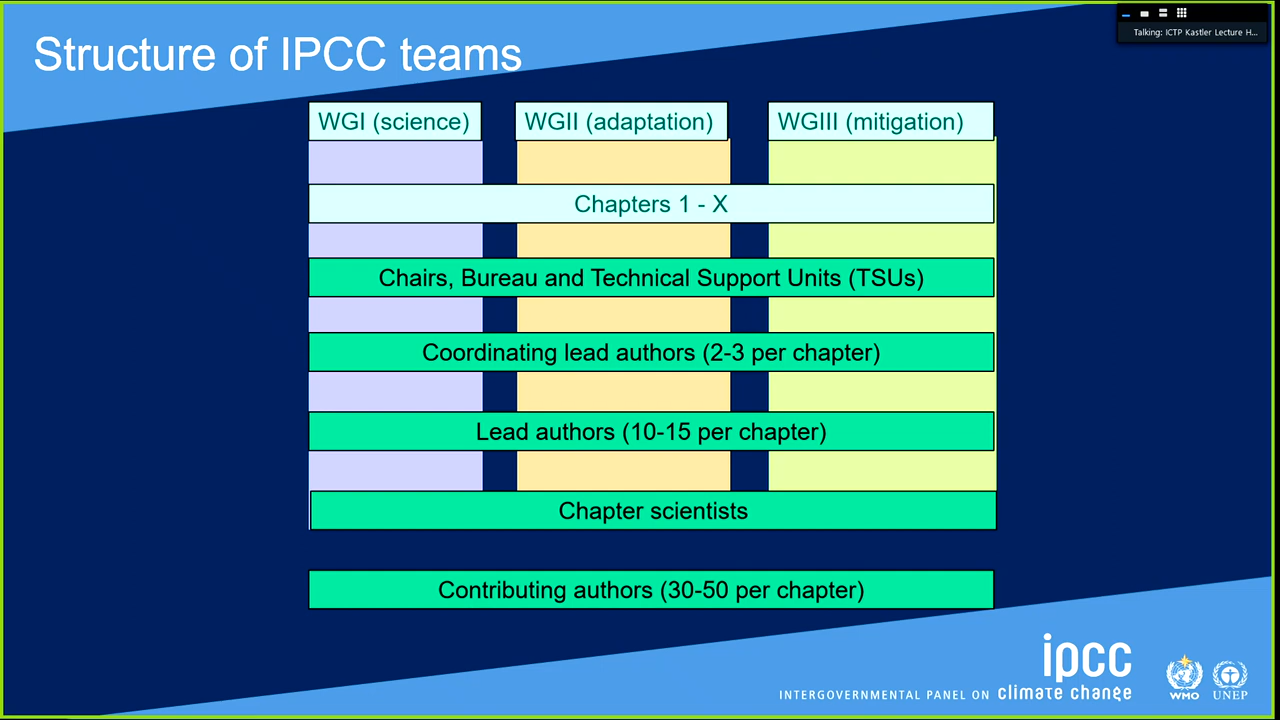 Structure of IPCC teams
Talking: ICTP Kastler Lecture H...
WGI (science)
WGII (adaptation)
WGIII (mitigation)
Chapters 1 - X
Chairs, Bureau and Technical Support Units (TSUs)
Coordinating lead authors (2-3 per chapter)
Lead authors (10-15 per chapter)
Chapter scientists
Contributing authors (30-50 per chapter)
ipcc
INTERGOVERNMENTAL PANEL ON climate change
WMO
UNEP